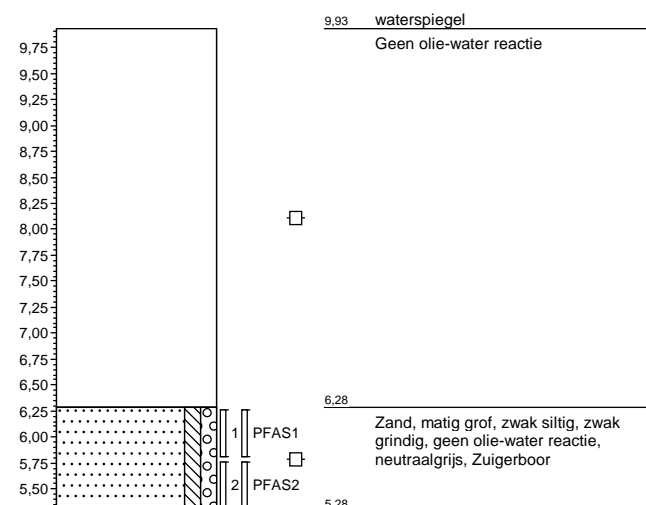 9,93 waterspiegel
Geen olie-water reactie
9,75
9,50
9,25
9,00
8,75
8,50
8,25
8,00
7,75
7,50
7,25
7,00
6,75
6,50
6,28
6,25
Zand, matig grof, zwak siltig, zwak
grindig, geen olie-water reactie,
neutraalgrijs, Zuigerboor
1 PFAS1
6,00
5,75
2 PFAS2
5,50
5,28